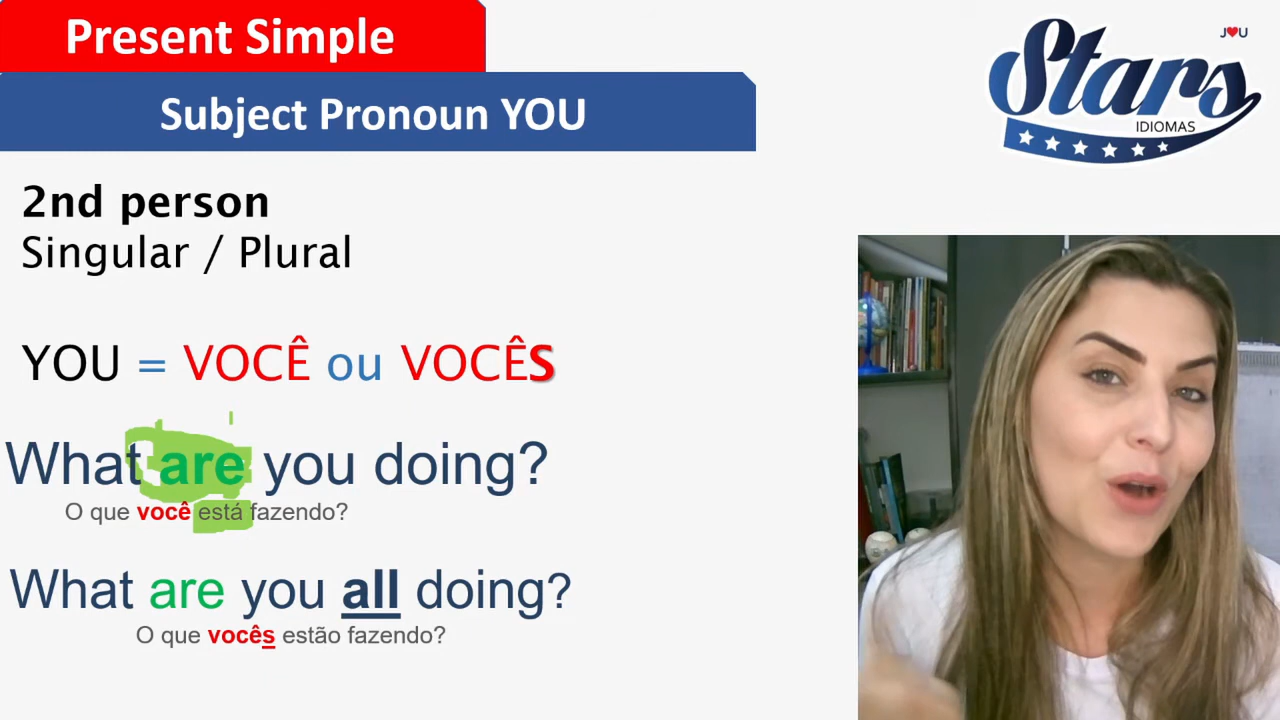 Present Simple
Subject Pronoun YOU
J♥U
Stars
IDIOMAS
2nd person
Singular / Plural
YOU = VOCÊ ou VOCÊS
What are you doing?
O que você está fazendo?
What are you all doing?
O que vocês estão fazendo?